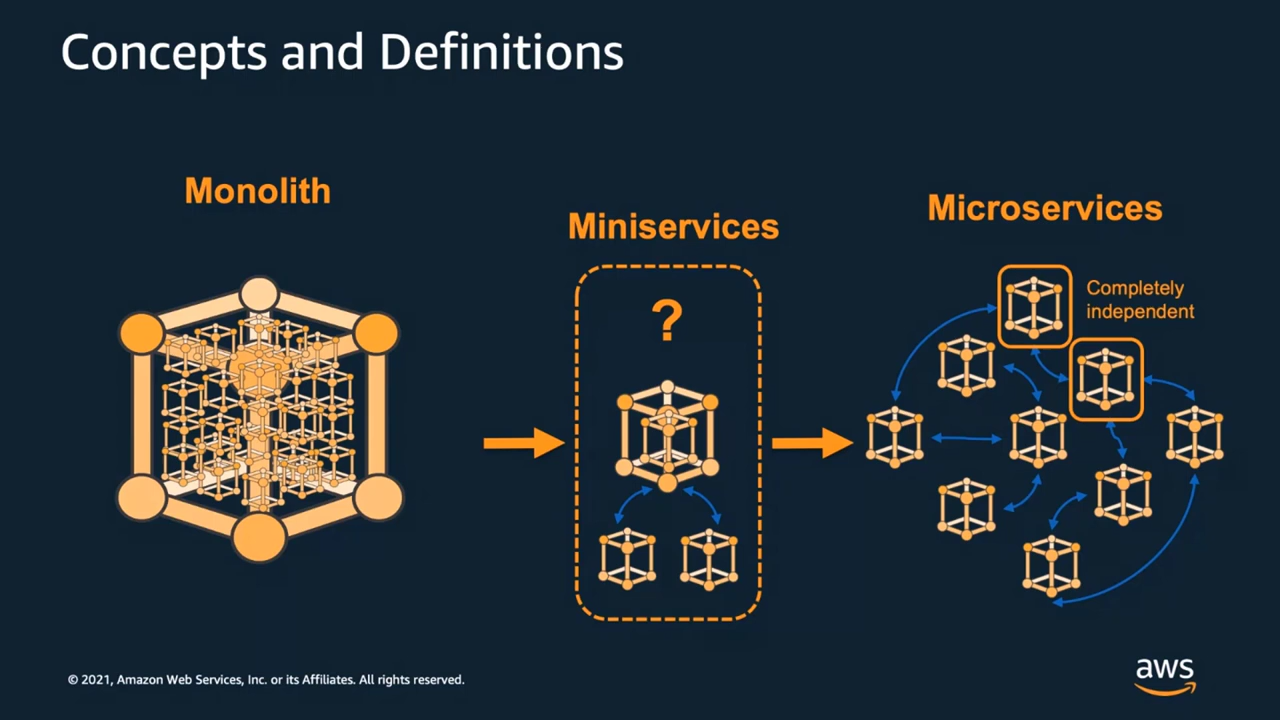 Concepts and Definitions
Monolith
Miniservices
?
Microservices
Completely
independent
© 2021, Amazon Web Services, Inc. or its Affiliates. All rights reserved.
aws